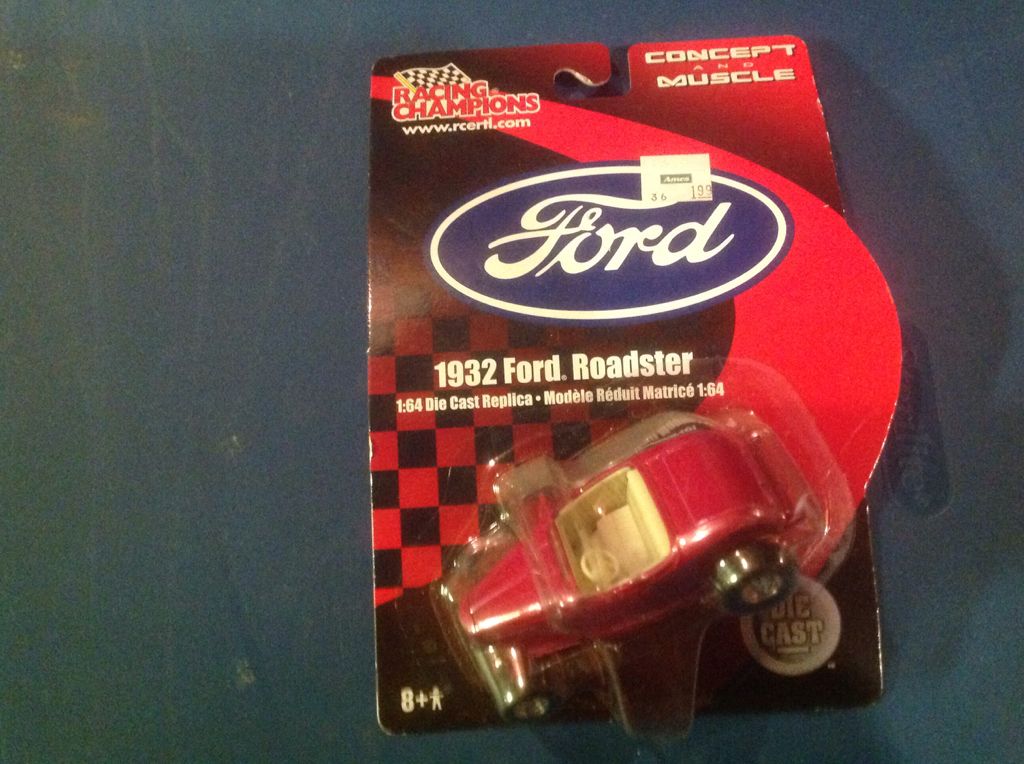 CONCEPT
AND
MUSCLE
RACING
CHAMPIONS
www.rcertl.com
Ames
36 199
Ford
1932 Ford® Roadster
1:64 Die Cast Replica • Modèle Réduit Matricé 1:64
DIE
CAST
8+